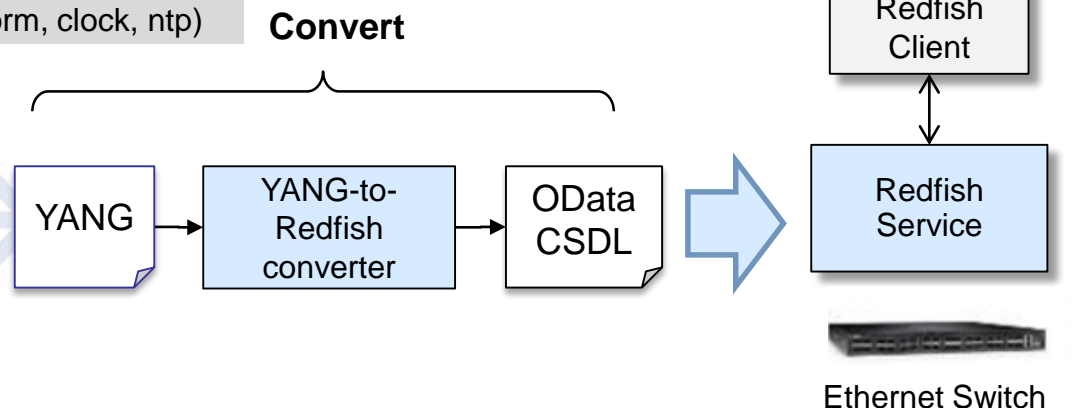 orm, clock, ntp)
Convert
Redfish
Client
YANG
YANG-to-
Redfish
converter
OData
CSDL
Redfish
Service
Ethernet Switch